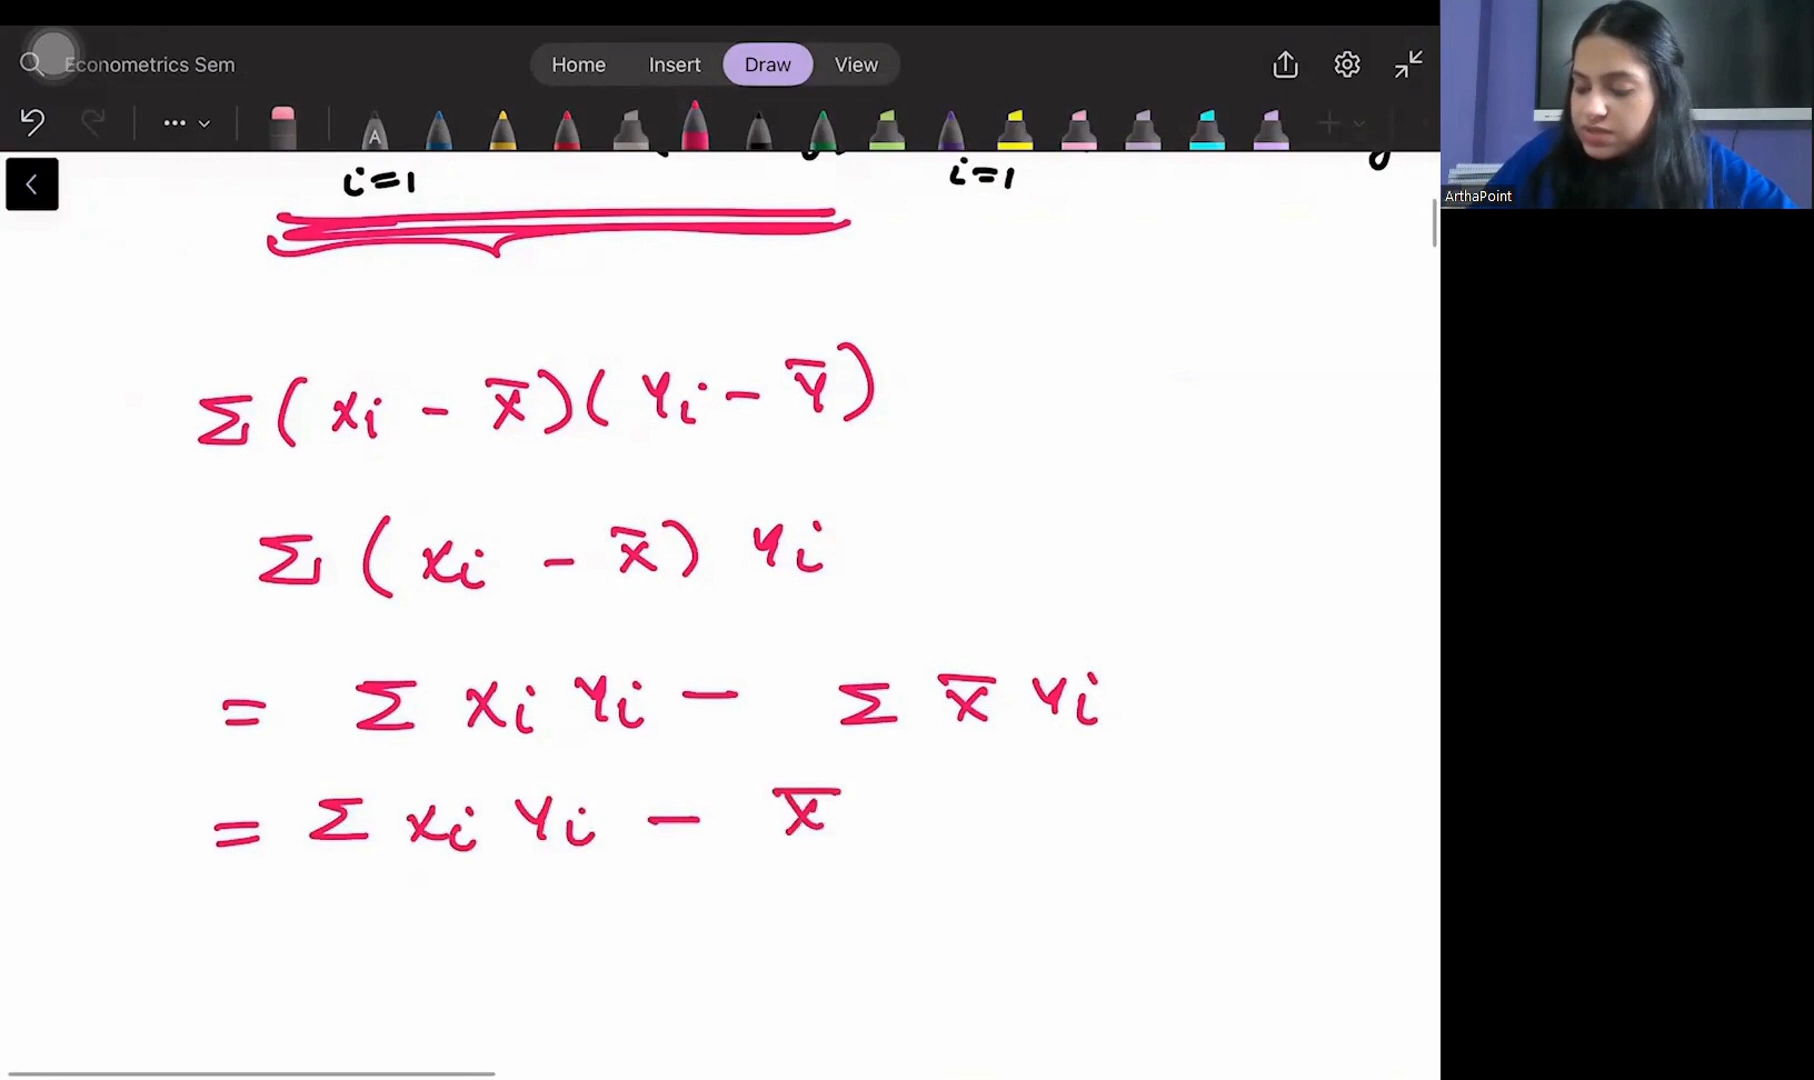 Econometrics Sem
Home Insert Draw View
A
i=1 i=1
ArthaPoint
Σ( xi - x̄)( Yi - Ȳ)
Σ ( xi - x̄) Yi
= Σ xi Yi - Σ x̄ Yi
= Σ xi Yi - x̄